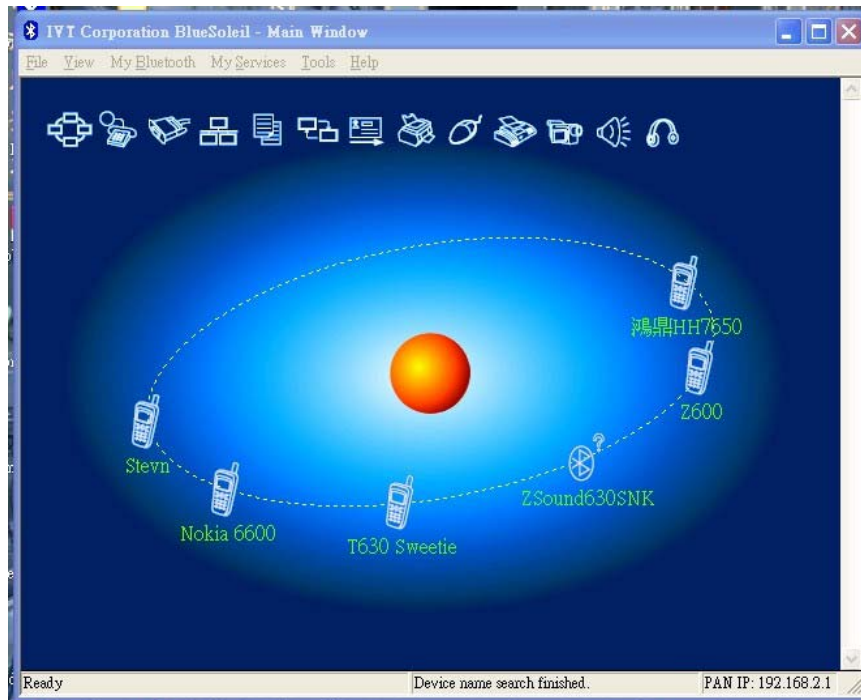 IVT Corporation BlueSoleil - Main Window
File View My Bluetooth My Services Tools Help
鴻鼎HH7650
Z600
Stevn
ZSound630SNK
Nokia 6600
T630 Sweetie
Ready Device name search finished. PAN IP: 192.168.2.1